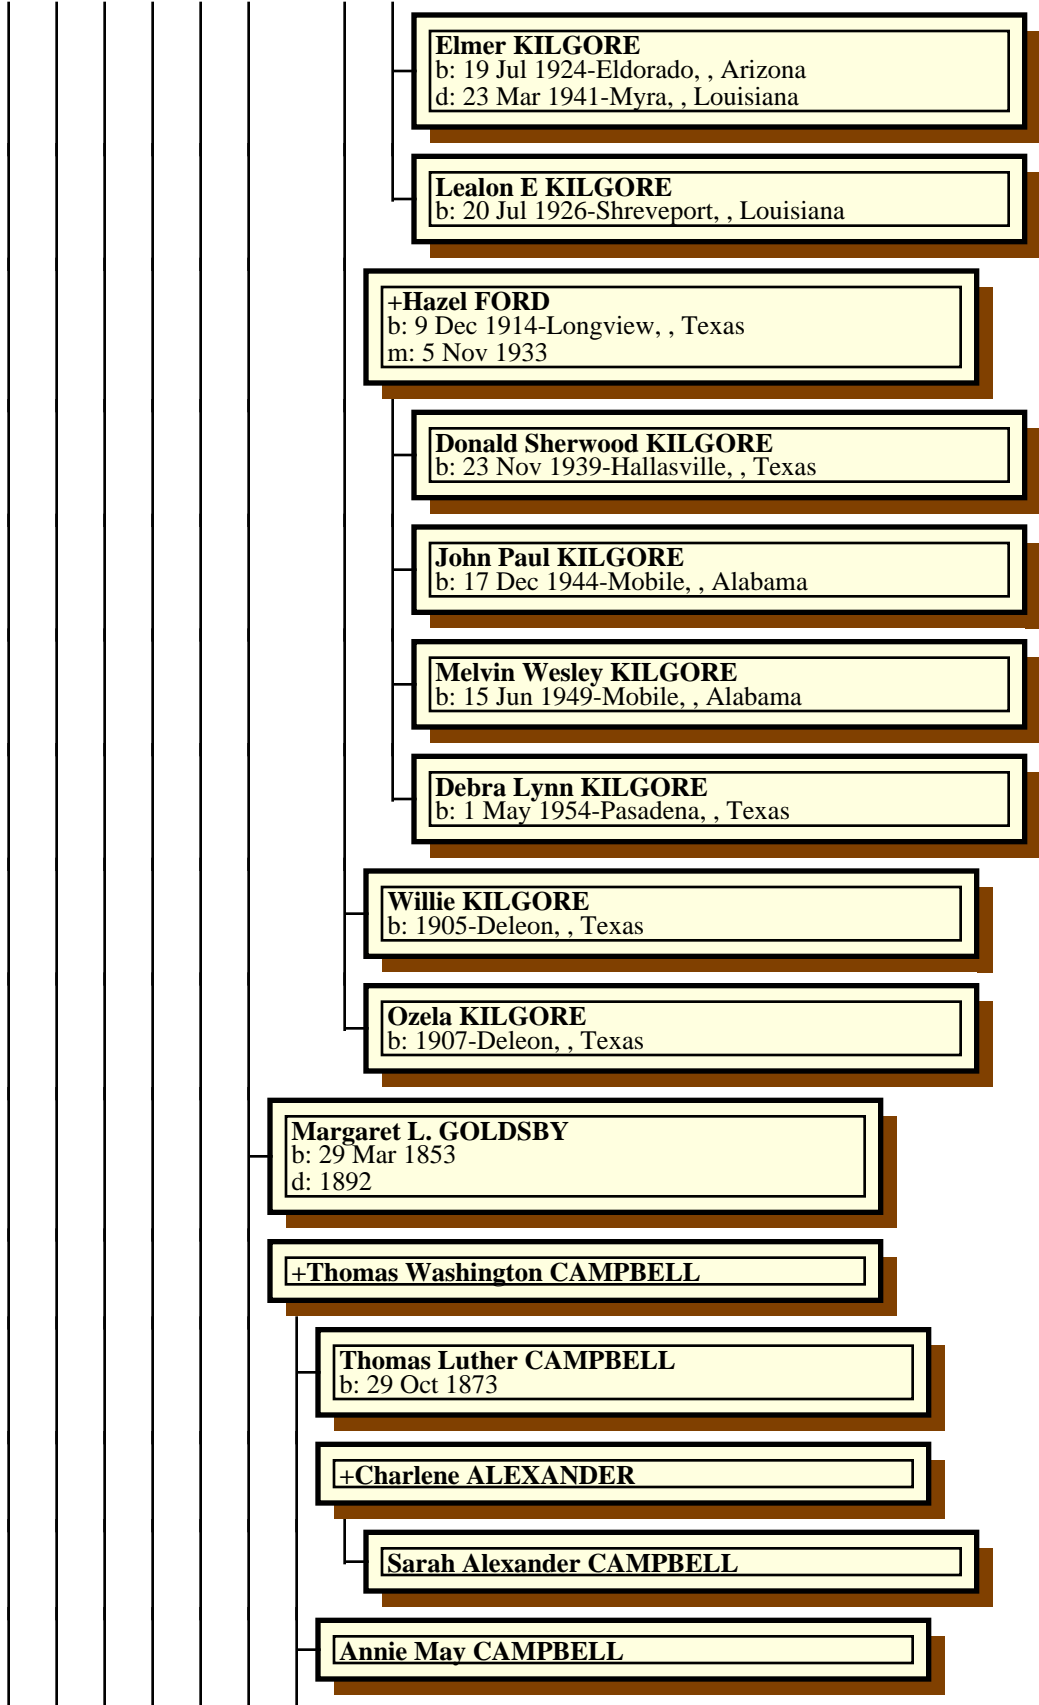 Elmer KILGORE
b: 19 Jul 1924-Eldorado, , Arizona
d: 23 Mar 1941-Myra, , Louisiana
Lealon E KILGORE
b: 20 Jul 1926-Shreveport, , Louisiana
+Hazel FORD
b: 9 Dec 1914-Longview, , Texas
m: 5 Nov 1933
Donald Sherwood KILGORE
b: 23 Nov 1939-Hallasville, , Texas
John Paul KILGORE
b: 17 Dec 1944-Mobile, , Alabama
Melvin Wesley KILGORE
b: 15 Jun 1949-Mobile, , Alabama
Debra Lynn KILGORE
b: 1 May 1954-Pasadena, , Texas
Willie KILGORE
b: 1905-Deleon, , Texas
Ozela KILGORE
b: 1907-Deleon, , Texas
Margaret L. GOLDSBY
b: 29 Mar 1853
d: 1892
+Thomas Washington CAMPBELL
Thomas Luther CAMPBELL
b: 29 Oct 1873
+Charlene ALEXANDER
Sarah Alexander CAMPBELL
Annie May CAMPBELL